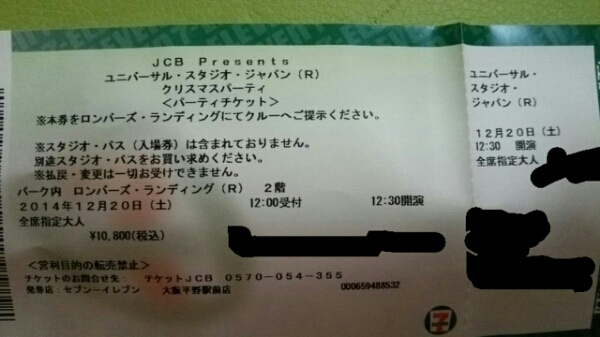 JCB Presents
ユニバーサル・スタジオ・ジャパン(R)
クリスマスパーティ
<パーティチケット>
※本券をロンバーズ・ランディングにてクルーへご提示ください。
※スタジオ・パス(入場券)は含まれておりません。
別途スタジオ・パスをお買い求めください。
※払戻・変更は一切お受けできません。
パーク内 ロンバーズ・ランディング(R) 2階
2014年12月20日(土) 12:00受付 12:30開演
全席指定大人
¥10,800(税込)
<営利目的の転売禁止>
チケットのお問合せ先: チケットJCB 0570-054-355
発券店:セブン-イレブン 大阪平野駅前店 000659488532
ユニバーサル・
スタジオ・
ジャパン(R)
12月20日(土)
12:30 開演
全席指定大人